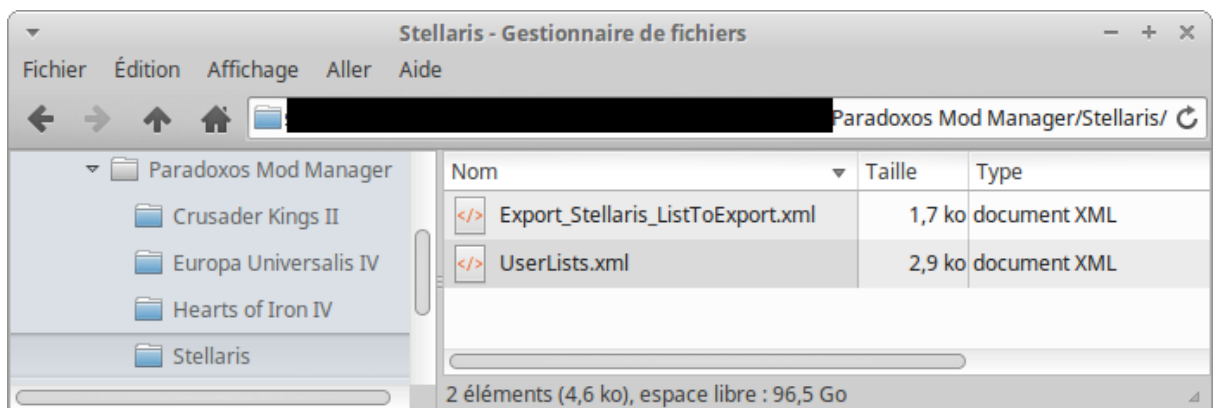 Stellaris - Gestionnaire de fichiers
Fichier Édition Affichage Aller Aide
Paradoxos Mod Manager/Stellaris/
Paradoxos Mod Manager
Crusader Kings II
Europa Universalis IV
Hearts of Iron IV
Stellaris
Nom Taille Type
Export_Stellaris_ListToExport.xml 1,7 ko document XML
UserLists.xml 2,9 ko document XML
2 éléments (4,6 ko), espace libre : 96,5 Go